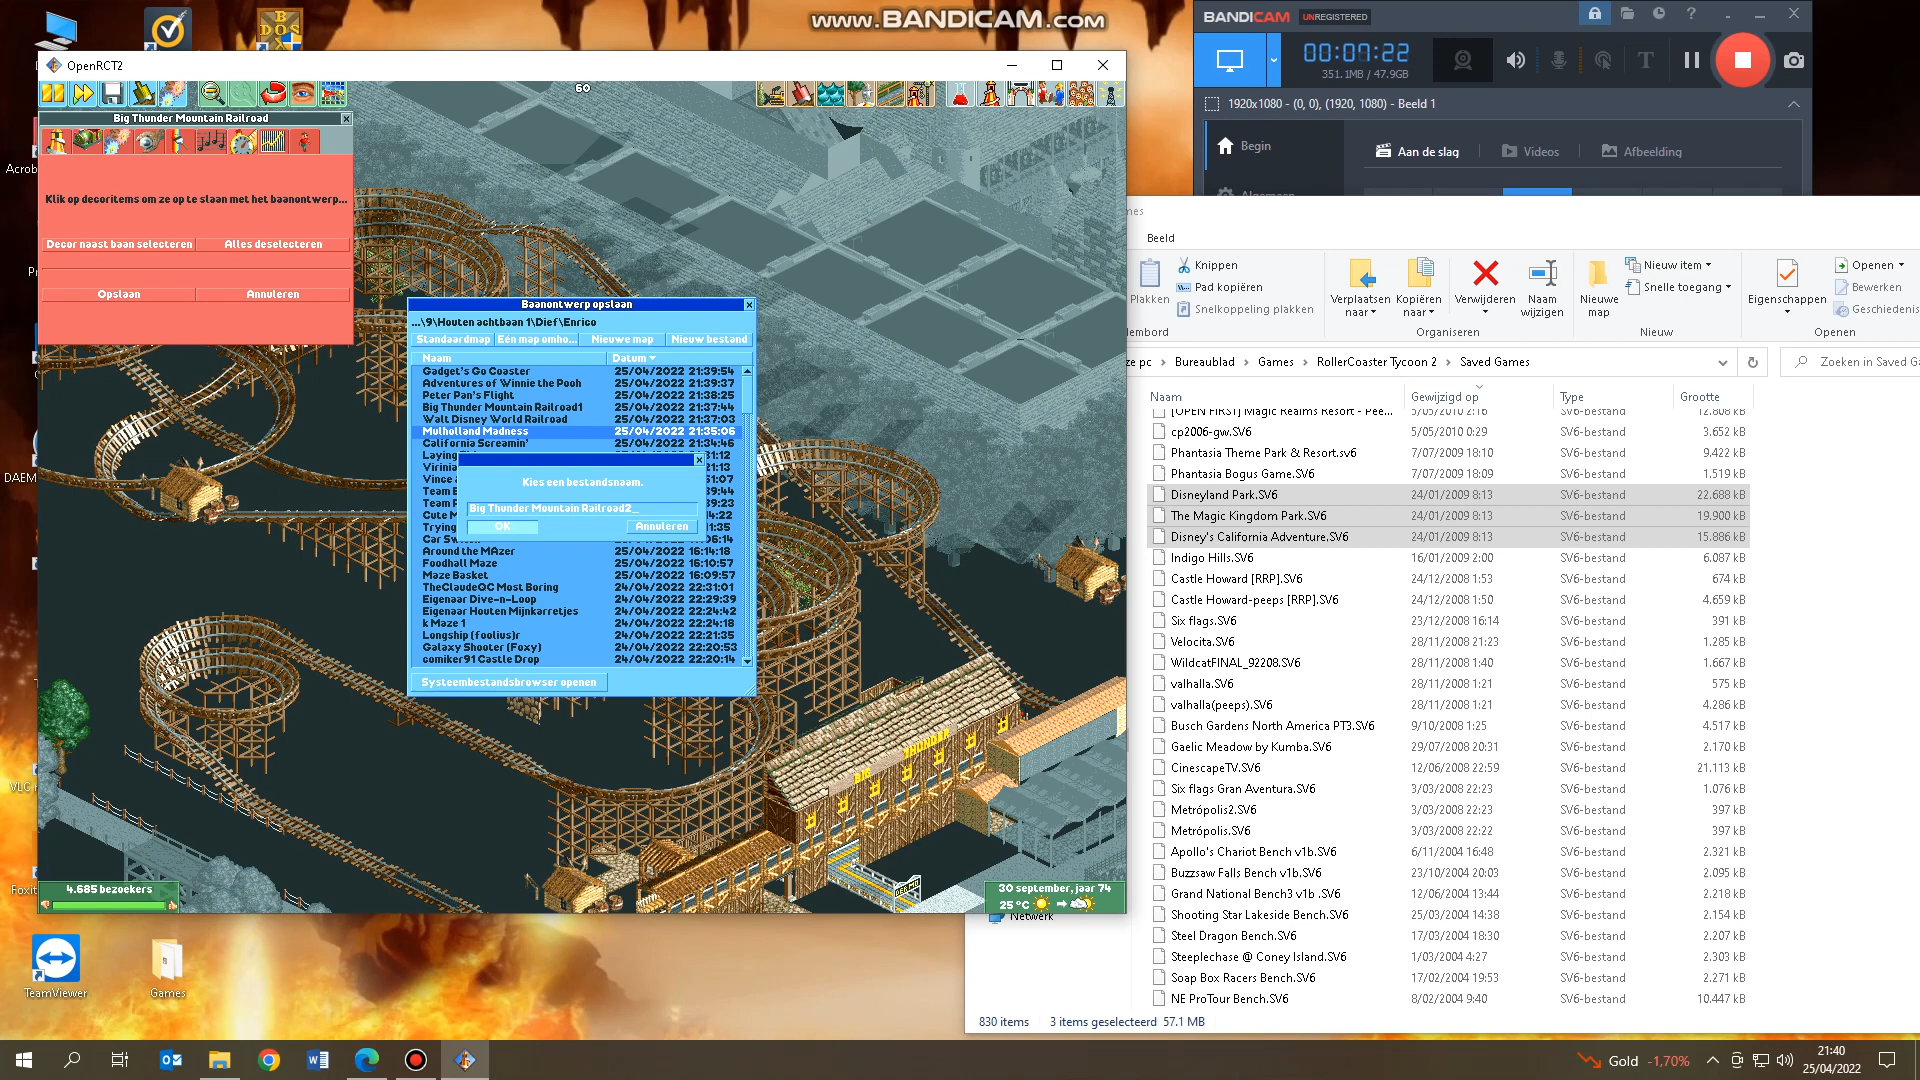 www.BANDICAM.com
OpenRCT2
60
Big Thunder Mountain Railroad
Klik op decoritems om ze op te slaan met het baanontwerp...
Decor naast baan selecteren
Alles deselecteren
Opslaan
Annuleren
Baanontwerp opslaan
...\9\Houten achtbaan 1\Dief\Enrico
Standaardmap
Eén map omho...
Nieuwe map
Nieuw bestand
Naam
Datum
Gadget's Go Coaster 25/04/2022 21:39:54
Adventures of Winnie the Pooh 25/04/2022 21:39:37
Peter Pan's Flight 25/04/2022 21:38:25
Big Thunder Mountain Railroad1 25/04/2022 21:37:44
Walt Disney World Railroad 25/04/2022 21:37:03
Mulholland Madness 25/04/2022 21:35:06
California Screamin' 25/04/2022 21:34:46
Kies een bestandsnaam.
Big Thunder Mountain Railroad2_
OK
Annuleren
Around the MAzer 25/04/2022 16:14:18
Foodhall Maze 25/04/2022 16:10:57
Maze Basket 25/04/2022 16:09:57
TheClaudeQC Most Boring 24/04/2022 22:31:01
Eigenaar Dive-n-Loop 24/04/2022 22:29:39
Eigenaar Houten Mijnkarretjes 24/04/2022 22:24:42
k Maze 1 24/04/2022 22:24:18
Longship (foolius)r 24/04/2022 22:21:35
Galaxy Shooter (Foxy) 24/04/2022 22:20:53
comiker91 Castle Drop 24/04/2022 22:20:14
Systeembestandsbrowser openen
BIG THUNDER
4.685 bezoekers
30 september, jaar 74
25 °C
TeamViewer
Games
BANDICAM UNREGISTERED
00:07:22
351.1MB / 47.9GB
1920x1080 - (0, 0), (1920, 1080) - Beeld 1
Begin
Aan de slag
Videos
Afbeelding
Beeld
Plakken
Knippen
Pad kopiëren
Snelkoppeling plakken
Verplaatsen naar
Kopiëren naar
Verwijderen
Naam wijzigen
Organiseren
Nieuwe map
Nieuw item
Snelle toegang
Nieuw
Eigenschappen
Openen
Bewerken
Geschiedenis
Openen
Bureaublad > Games > RollerCoaster Tycoon 2 > Saved Games
Zoeken in Saved Ga
Naam Gewijzigd op Type Grootte
[OPEN FIRST] Magic Realms Resort - Pee... 5/05/2010 2:16 SV6-bestand 12.808 kB
cp2006-gw.SV6 5/05/2010 0:29 SV6-bestand 3.652 kB
Phantasia Theme Park & Resort.sv6 7/07/2009 18:10 SV6-bestand 9.422 kB
Phantasia Bogus Game.SV6 7/07/2009 18:09 SV6-bestand 1.519 kB
Disneyland Park.SV6 24/01/2009 8:13 SV6-bestand 22.688 kB
The Magic Kingdom Park.SV6 24/01/2009 8:13 SV6-bestand 19.900 kB
Disney's California Adventure.SV6 24/01/2009 8:13 SV6-bestand 15.886 kB
Indigo Hills.SV6 16/01/2009 2:00 SV6-bestand 6.087 kB
Castle Howard [RRP].SV6 24/12/2008 1:53 SV6-bestand 674 kB
Castle Howard-peeps [RRP].SV6 24/12/2008 1:50 SV6-bestand 4.659 kB
Six flags.SV6 23/12/2008 16:14 SV6-bestand 391 kB
Velocita.SV6 28/11/2008 21:23 SV6-bestand 1.285 kB
WildcatFINAL_92208.SV6 28/11/2008 1:40 SV6-bestand 1.667 kB
valhalla.SV6 28/11/2008 1:21 SV6-bestand 575 kB
valhalla(peeps).SV6 28/11/2008 1:21 SV6-bestand 4.286 kB
Busch Gardens North America PT3.SV6 9/10/2008 1:25 SV6-bestand 4.517 kB
Gaelic Meadow by Kumba.SV6 29/07/2008 20:31 SV6-bestand 2.170 kB
CinescapeTV.SV6 12/06/2008 22:59 SV6-bestand 21.113 kB
Six flags Gran Aventura.SV6 3/03/2008 22:23 SV6-bestand 1.076 kB
Metrópolis2.SV6 3/03/2008 22:23 SV6-bestand 397 kB
Metrópolis.SV6 3/03/2008 22:22 SV6-bestand 397 kB
Apollo's Chariot Bench v1b.SV6 6/11/2004 16:48 SV6-bestand 2.321 kB
Buzzsaw Falls Bench v1b.SV6 23/10/2004 20:03 SV6-bestand 2.095 kB
Grand National Bench3 v1b .SV6 12/06/2004 13:44 SV6-bestand 2.218 kB
Shooting Star Lakeside Bench.SV6 25/03/2004 14:38 SV6-bestand 2.154 kB
Steel Dragon Bench.SV6 17/03/2004 18:30 SV6-bestand 2.207 kB
Steeplechase @ Coney Island.SV6 1/03/2004 4:27 SV6-bestand 2.303 kB
Soap Box Racers Bench.SV6 17/02/2004 19:53 SV6-bestand 2.271 kB
NE ProTour Bench.SV6 8/02/2004 9:40 SV6-bestand 10.447 kB
Netwerk
830 items 3 items geselecteerd 57.1 MB
Gold -1,70%
21:40
25/04/2022